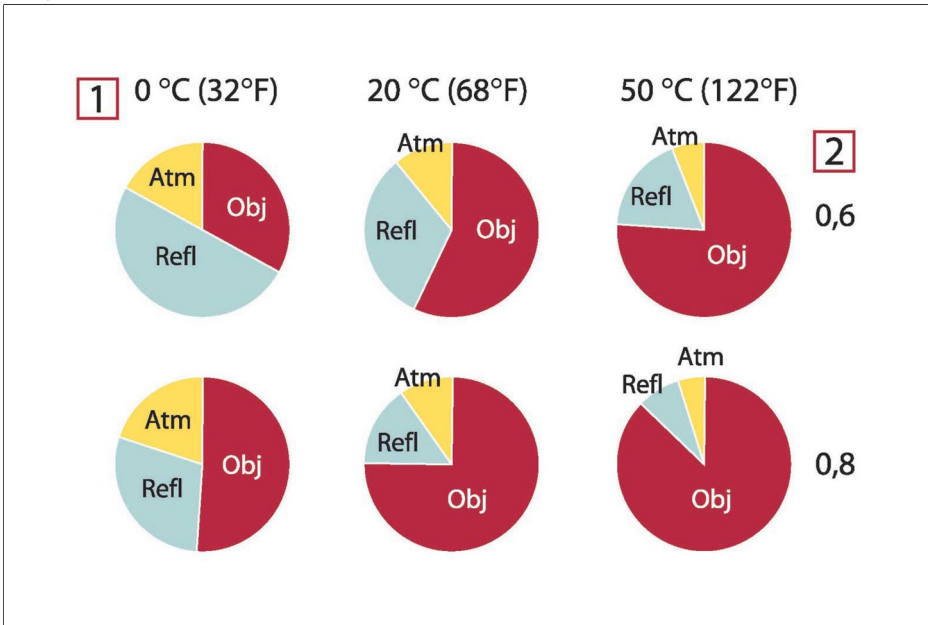 1 0 °C (32°F) 20 °C (68°F) 50 °C (122°F)
Atm Obj Refl
Atm Refl Obj
Atm Refl Obj
2
0,6
Atm Refl Obj
Atm Refl Obj
Atm Refl Obj
0,8